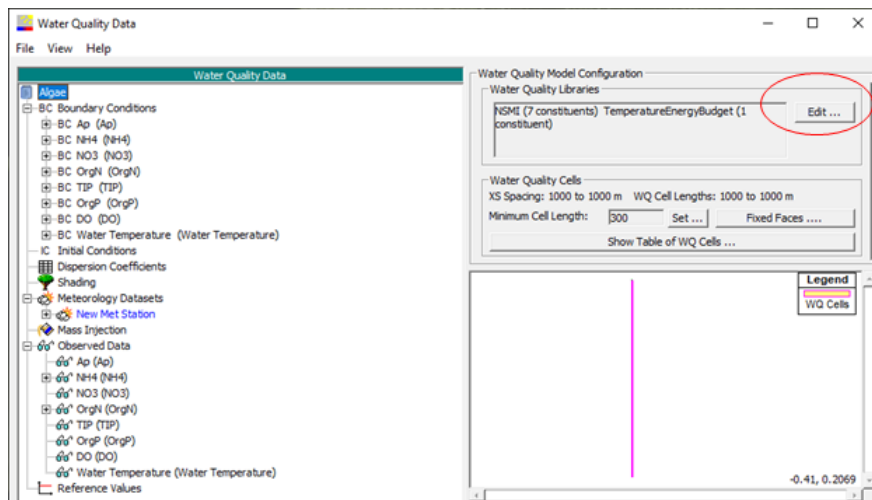 Water Quality Data
File View Help
Water Quality Data
Algae
BC Boundary Conditions
BC Ap (Ap)
BC NH4 (NH4)
BC NO3 (NO3)
BC OrgN (OrgN)
BC TIP (TIP)
BC OrgP (OrgP)
BC DO (DO)
BC Water Temperature (Water Temperature)
IC Initial Conditions
Dispersion Coefficients
Shading
Meteorology Datasets
New Met Station
Mass Injection
Observed Data
Ap (Ap)
NH4 (NH4)
NO3 (NO3)
OrgN (OrgN)
TIP (TIP)
OrgP (OrgP)
DO (DO)
Water Temperature (Water Temperature)
Reference Values
Water Quality Model Configuration
Water Quality Libraries
NSMI (7 constituents) TemperatureEnergyBudget (1
constituent)
Edit ...
Water Quality Cells
XS Spacing: 1000 to 1000 m WQ Cell Lengths: 1000 to 1000 m
Minimum Cell Length: 300 Set ... Fixed Faces ....
Show Table of WQ Cells ...
Legend
WQ Cells
-0.41, 0.2069